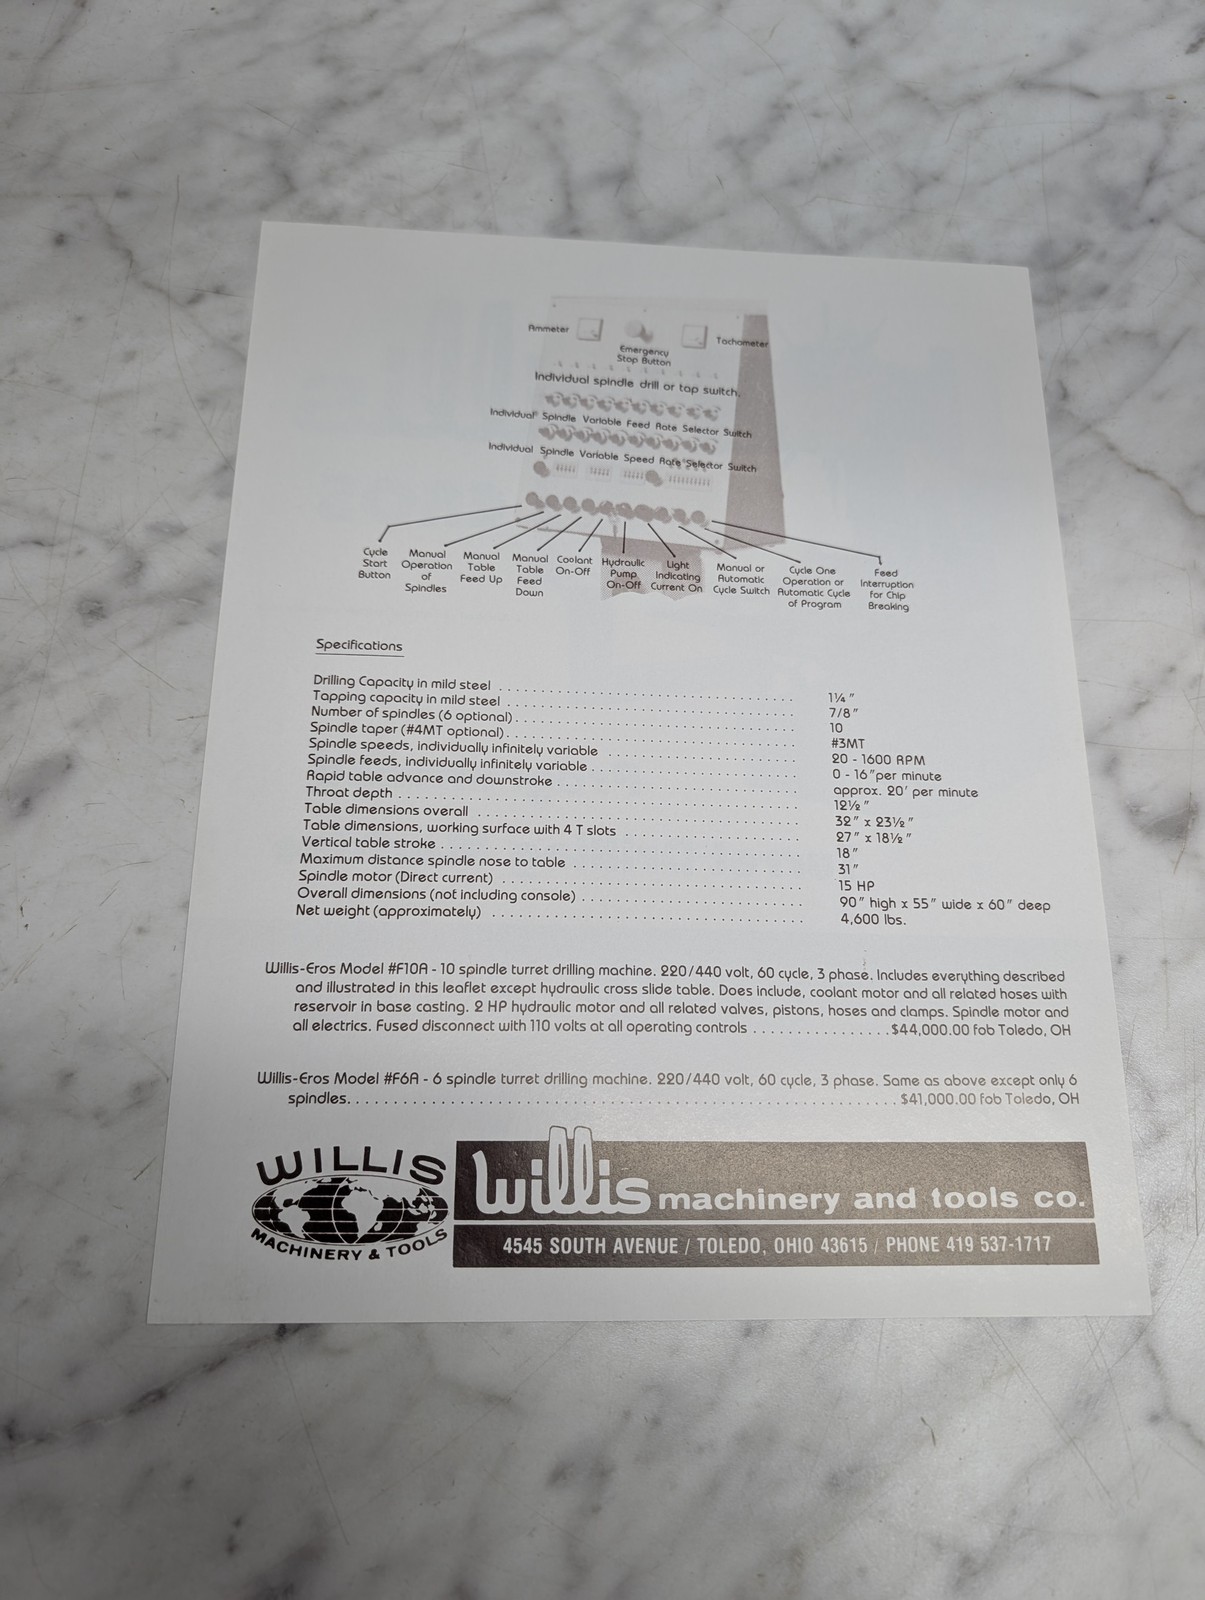 Ammeter
Emergency
Stop Button
Tachometer
Individual spindle drill or tap switch.
Individual Spindle Variable Feed Rate Selector Switch
Individual Spindle Variable Speed Rate Selector Switch
Cycle
Start
Button
Manual
Operation
of
Spindles
Manual
Table
Feed Up
Manual
Table
Feed
Down
Coolant
On-Off
Hydraulic
Pump
On-Off
Light
Indicating
Current On
Manual or
Automatic
Cycle Switch
Cycle One
Operation or
Automatic Cycle
of Program
Feed
Interruption
for Chip
Breaking
Specifications
Drilling Capacity in mild steel . . . . . . . . . . . . . . . . . . . . . . . . . . . . . . . . . . . 1¼"
Tapping capacity in mild steel . . . . . . . . . . . . . . . . . . . . . . . . . . . . . . . . . . 7/8"
Number of spindles (6 optional) . . . . . . . . . . . . . . . . . . . . . . . . . . . . . . . . . 10
Spindle taper (#4MT optional) . . . . . . . . . . . . . . . . . . . . . . . . . . . . . . . . . . #3MT
Spindle speeds, individually infinitely variable . . . . . . . . . . . . . . . . . . . . . . . 20 - 1600 RPM
Spindle feeds, individually infinitely variable . . . . . . . . . . . . . . . . . . . . . . . . 0 - 16" per minute
Rapid table advance and downstroke . . . . . . . . . . . . . . . . . . . . . . . . . . . . . approx. 20' per minute
Throat depth . . . . . . . . . . . . . . . . . . . . . . . . . . . . . . . . . . . . . . . . . . . . . . . 12½"
Table dimensions overall . . . . . . . . . . . . . . . . . . . . . . . . . . . . . . . . . . . . . . 32" x 23½"
Table dimensions, working surface with 4 T slots . . . . . . . . . . . . . . . . . . . . . 27" x 18½"
Vertical table stroke . . . . . . . . . . . . . . . . . . . . . . . . . . . . . . . . . . . . . . . . . . 18"
Maximum distance spindle nose to table . . . . . . . . . . . . . . . . . . . . . . . . . . . 31"
Spindle motor (Direct current) . . . . . . . . . . . . . . . . . . . . . . . . . . . . . . . . . . . 15 HP
Overall dimensions (not including console) . . . . . . . . . . . . . . . . . . . . . . . . . . 90" high x 55" wide x 60" deep
Net weight (approximately) . . . . . . . . . . . . . . . . . . . . . . . . . . . . . . . . . . . . . 4,600 lbs.
Willis-Eros Model #F10A - 10 spindle turret drilling machine. 220/440 volt, 60 cycle, 3 phase. Includes everything described
and illustrated in this leaflet except hydraulic cross slide table. Does include, coolant motor and all related hoses with
reservoir in base casting. 2 HP hydraulic motor and all related valves, pistons, hoses and clamps. Spindle motor and
all electrics. Fused disconnect with 110 volts at all operating controls . . . . . . . . . . . . . . . . $44,000.00 fob Toledo, OH
Willis-Eros Model #F6A - 6 spindle turret drilling machine. 220/440 volt, 60 cycle, 3 phase. Same as above except only 6
spindles. . . . . . . . . . . . . . . . . . . . . . . . . . . . . . . . . . . . . . . . . . . . . . . . . . . . . . . . . . $41,000.00 fob Toledo, OH
WILLIS
MACHINERY & TOOLS
willis machinery and tools co.
4545 SOUTH AVENUE / TOLEDO, OHIO 43615 / PHONE 419 537-1717